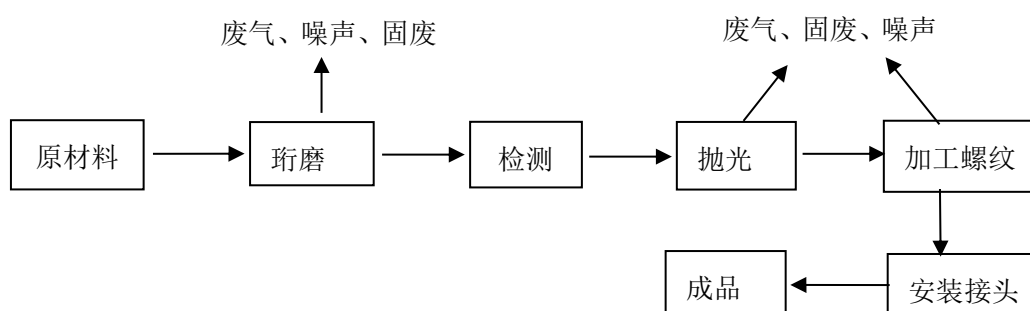 废气、噪声、固废
废气、固废、噪声
原材料
珩磨
检测
抛光
加工螺纹
成品
安装接头